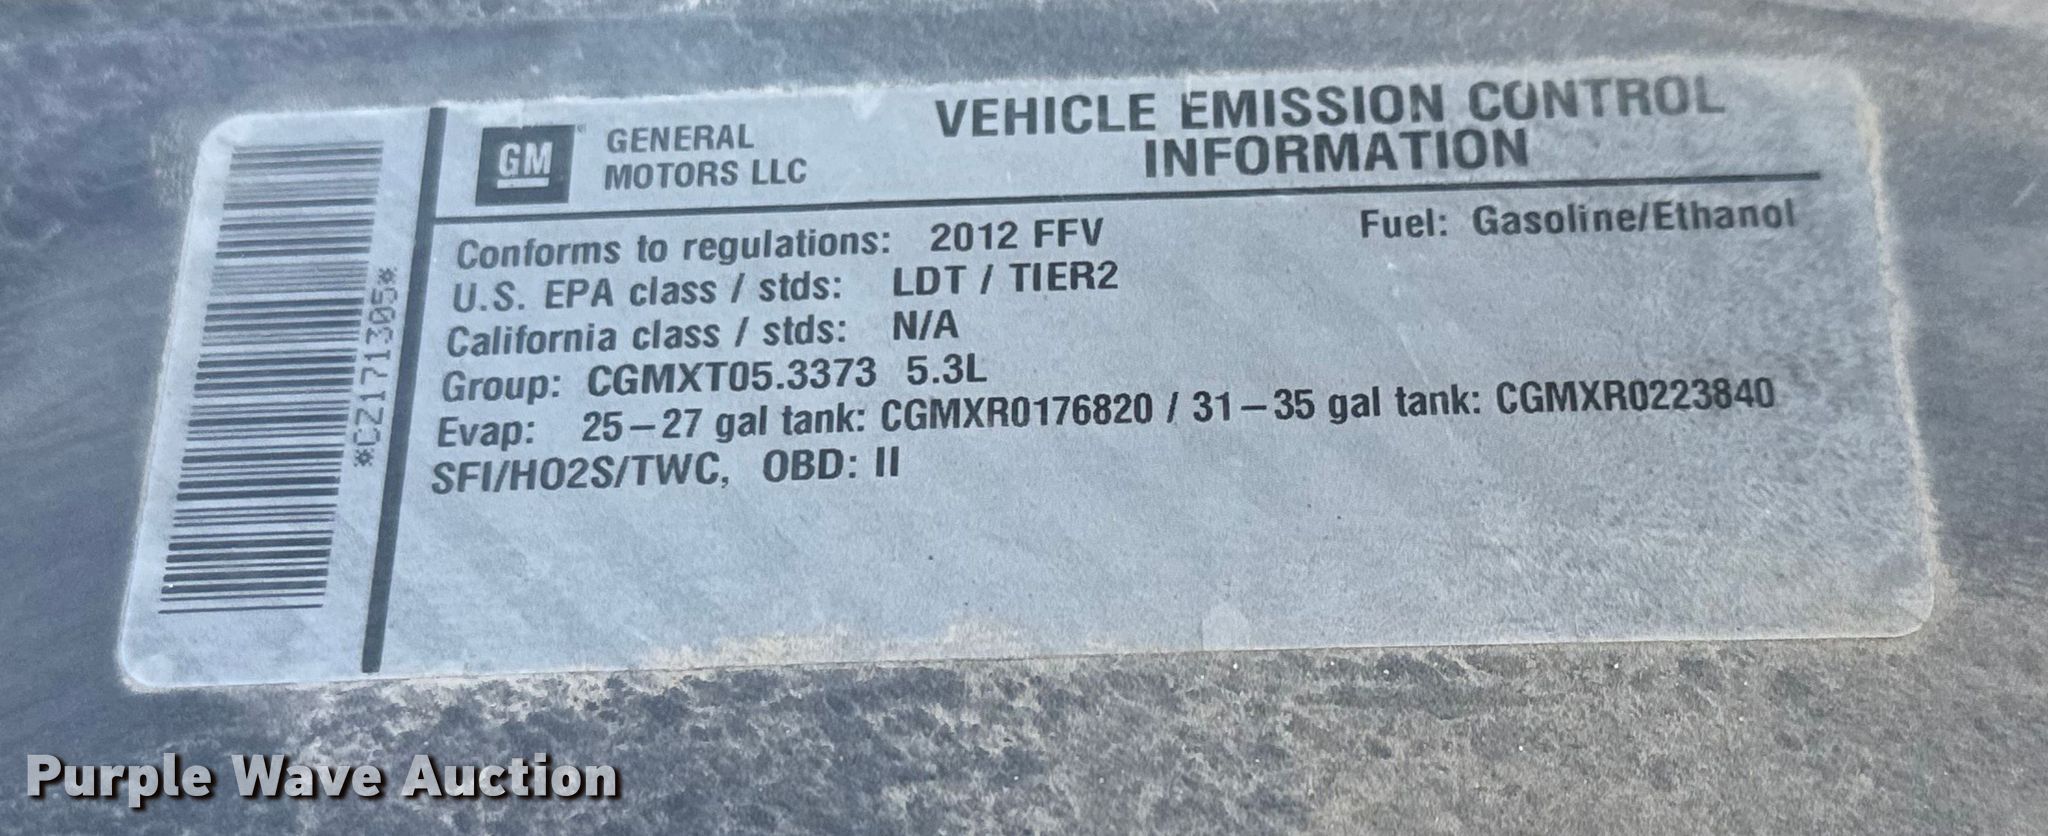 *CZ171305*
GM
GENERAL
MOTORS LLC
VEHICLE EMISSION CONTROL
INFORMATION
Conforms to regulations: 2012 FFV
Fuel: Gasoline/Ethanol
U.S. EPA class / stds: LDT / TIER2
California class / stds: N/A
Group: CGMXT05.3373 5.3L
Evap: 25-27 gal tank: CGMXR0176820 / 31-35 gal tank: CGMXR0223840
SFI/HO2S/TWC, OBD: II
Purple Wave Auction